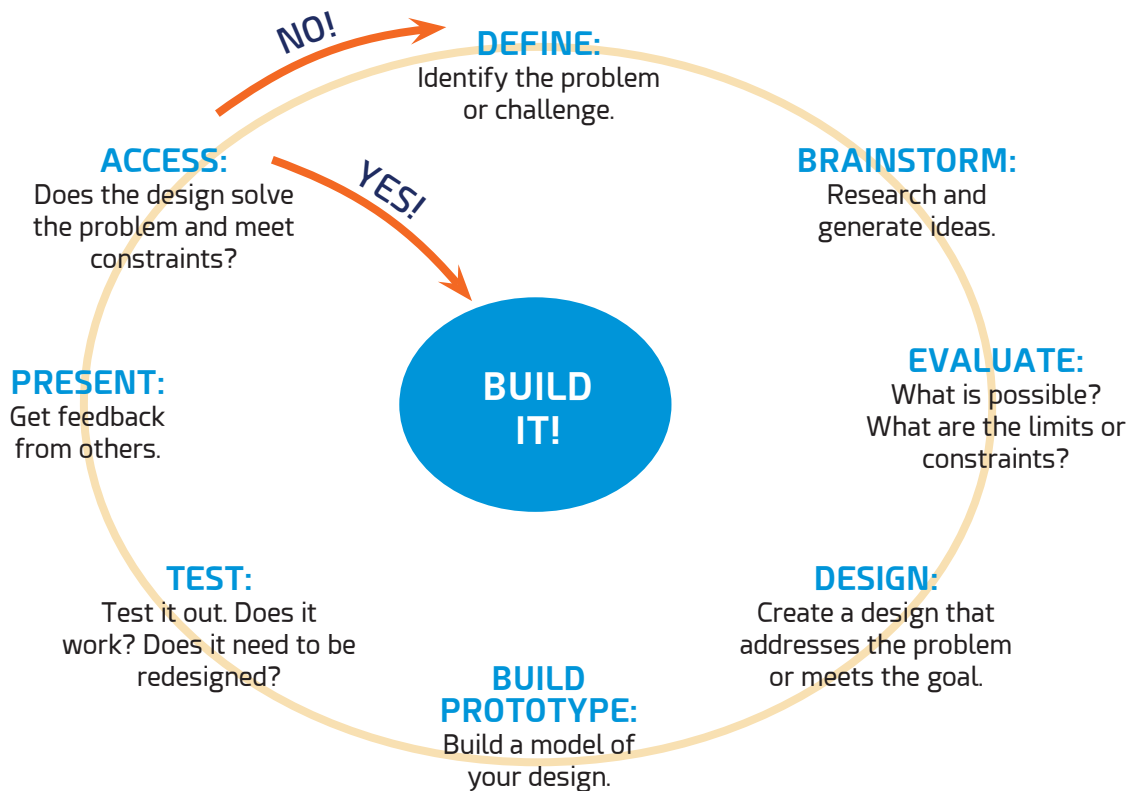 NO!
DEFINE:
Identify the problem
or challenge.
BRAINSTORM:
Research and
generate ideas.
EVALUATE:
What is possible?
What are the limits or
constraints?
DESIGN:
Create a design that
addresses the problem
or meets the goal.
BUILD
PROTOTYPE:
Build a model of
your design.
TEST:
Test it out. Does it
work? Does it need to be
redesigned?
PRESENT:
Get feedback
from others.
ACCESS:
Does the design solve
the problem and meet
constraints?
YES!
BUILD
IT!